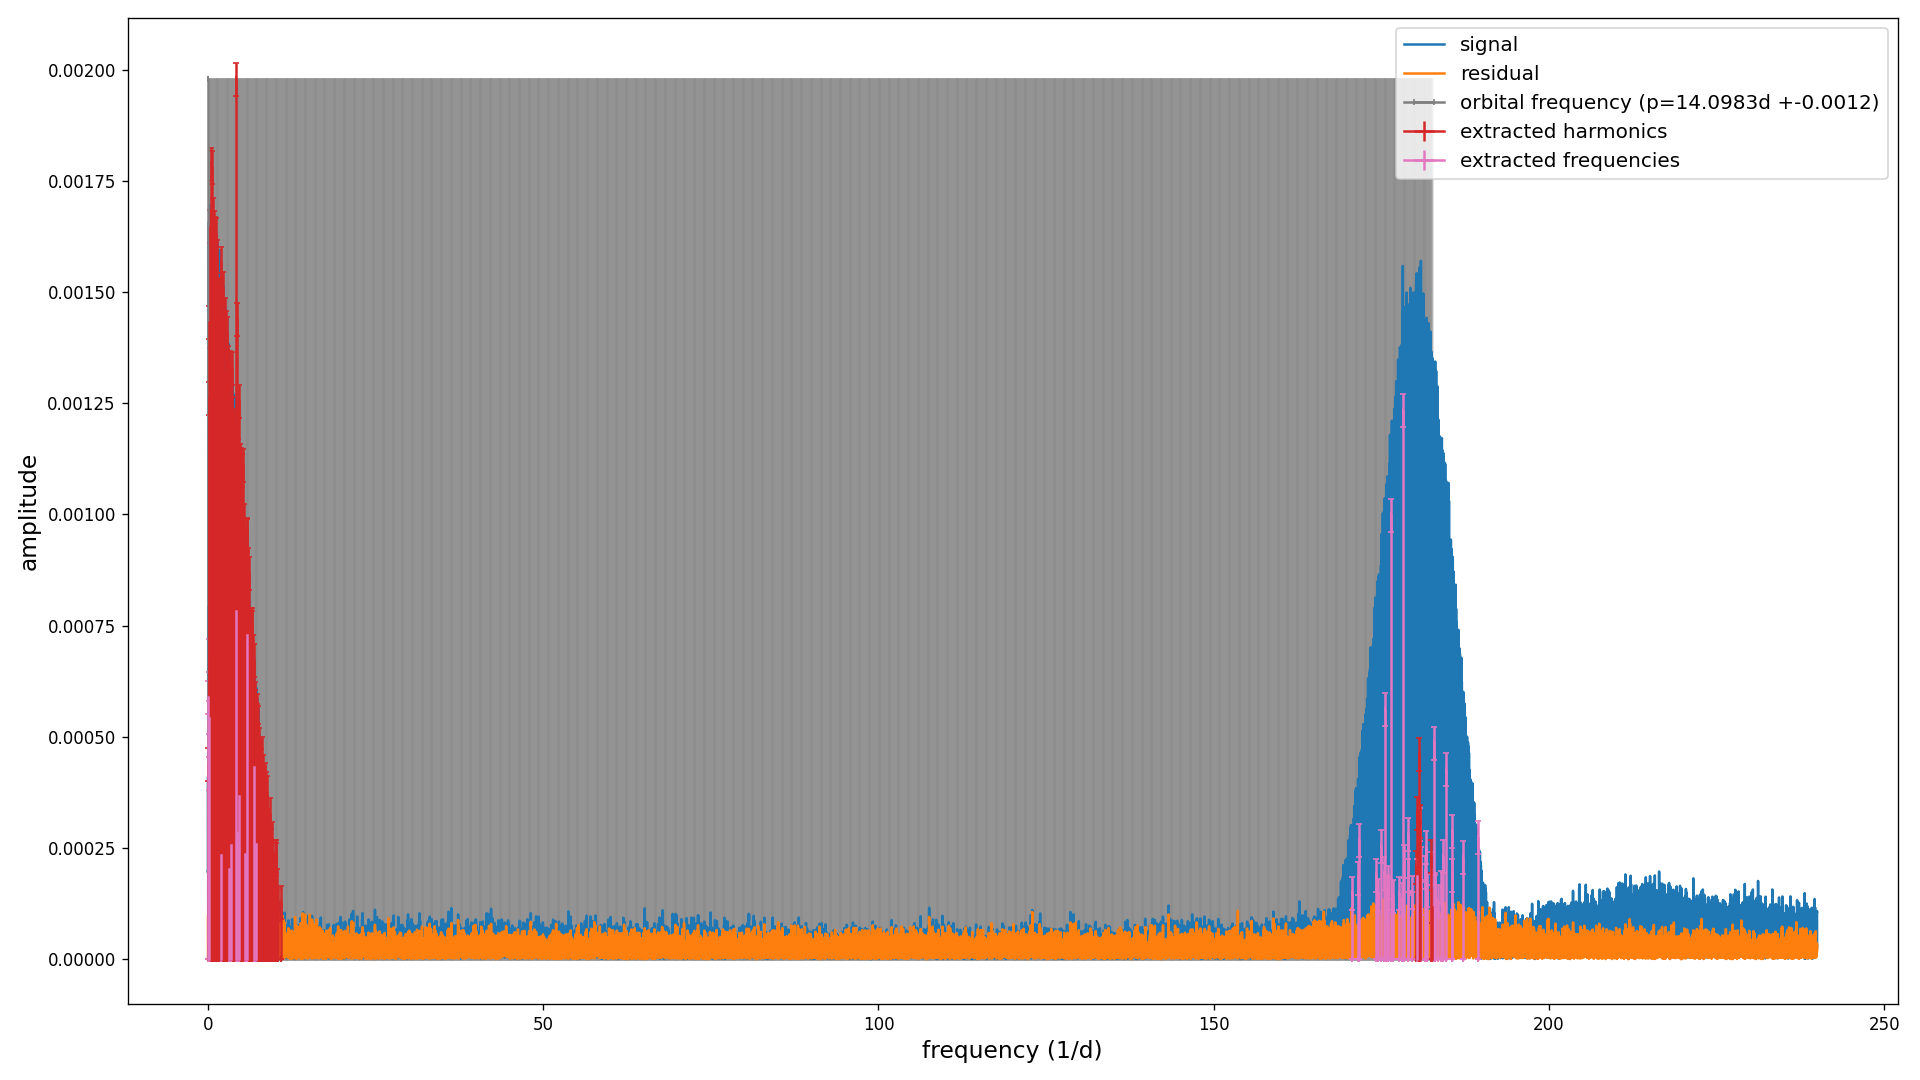 signal
residual
orbital frequency (p=14.0983d +-0.0012)
extracted harmonics
extracted frequencies
amplitude
0.00200
0.00175
0.00150
0.00125
0.00100
0.00075
0.00050
0.00025
0.00000
0 50 100 150 200 250
frequency (1/d)